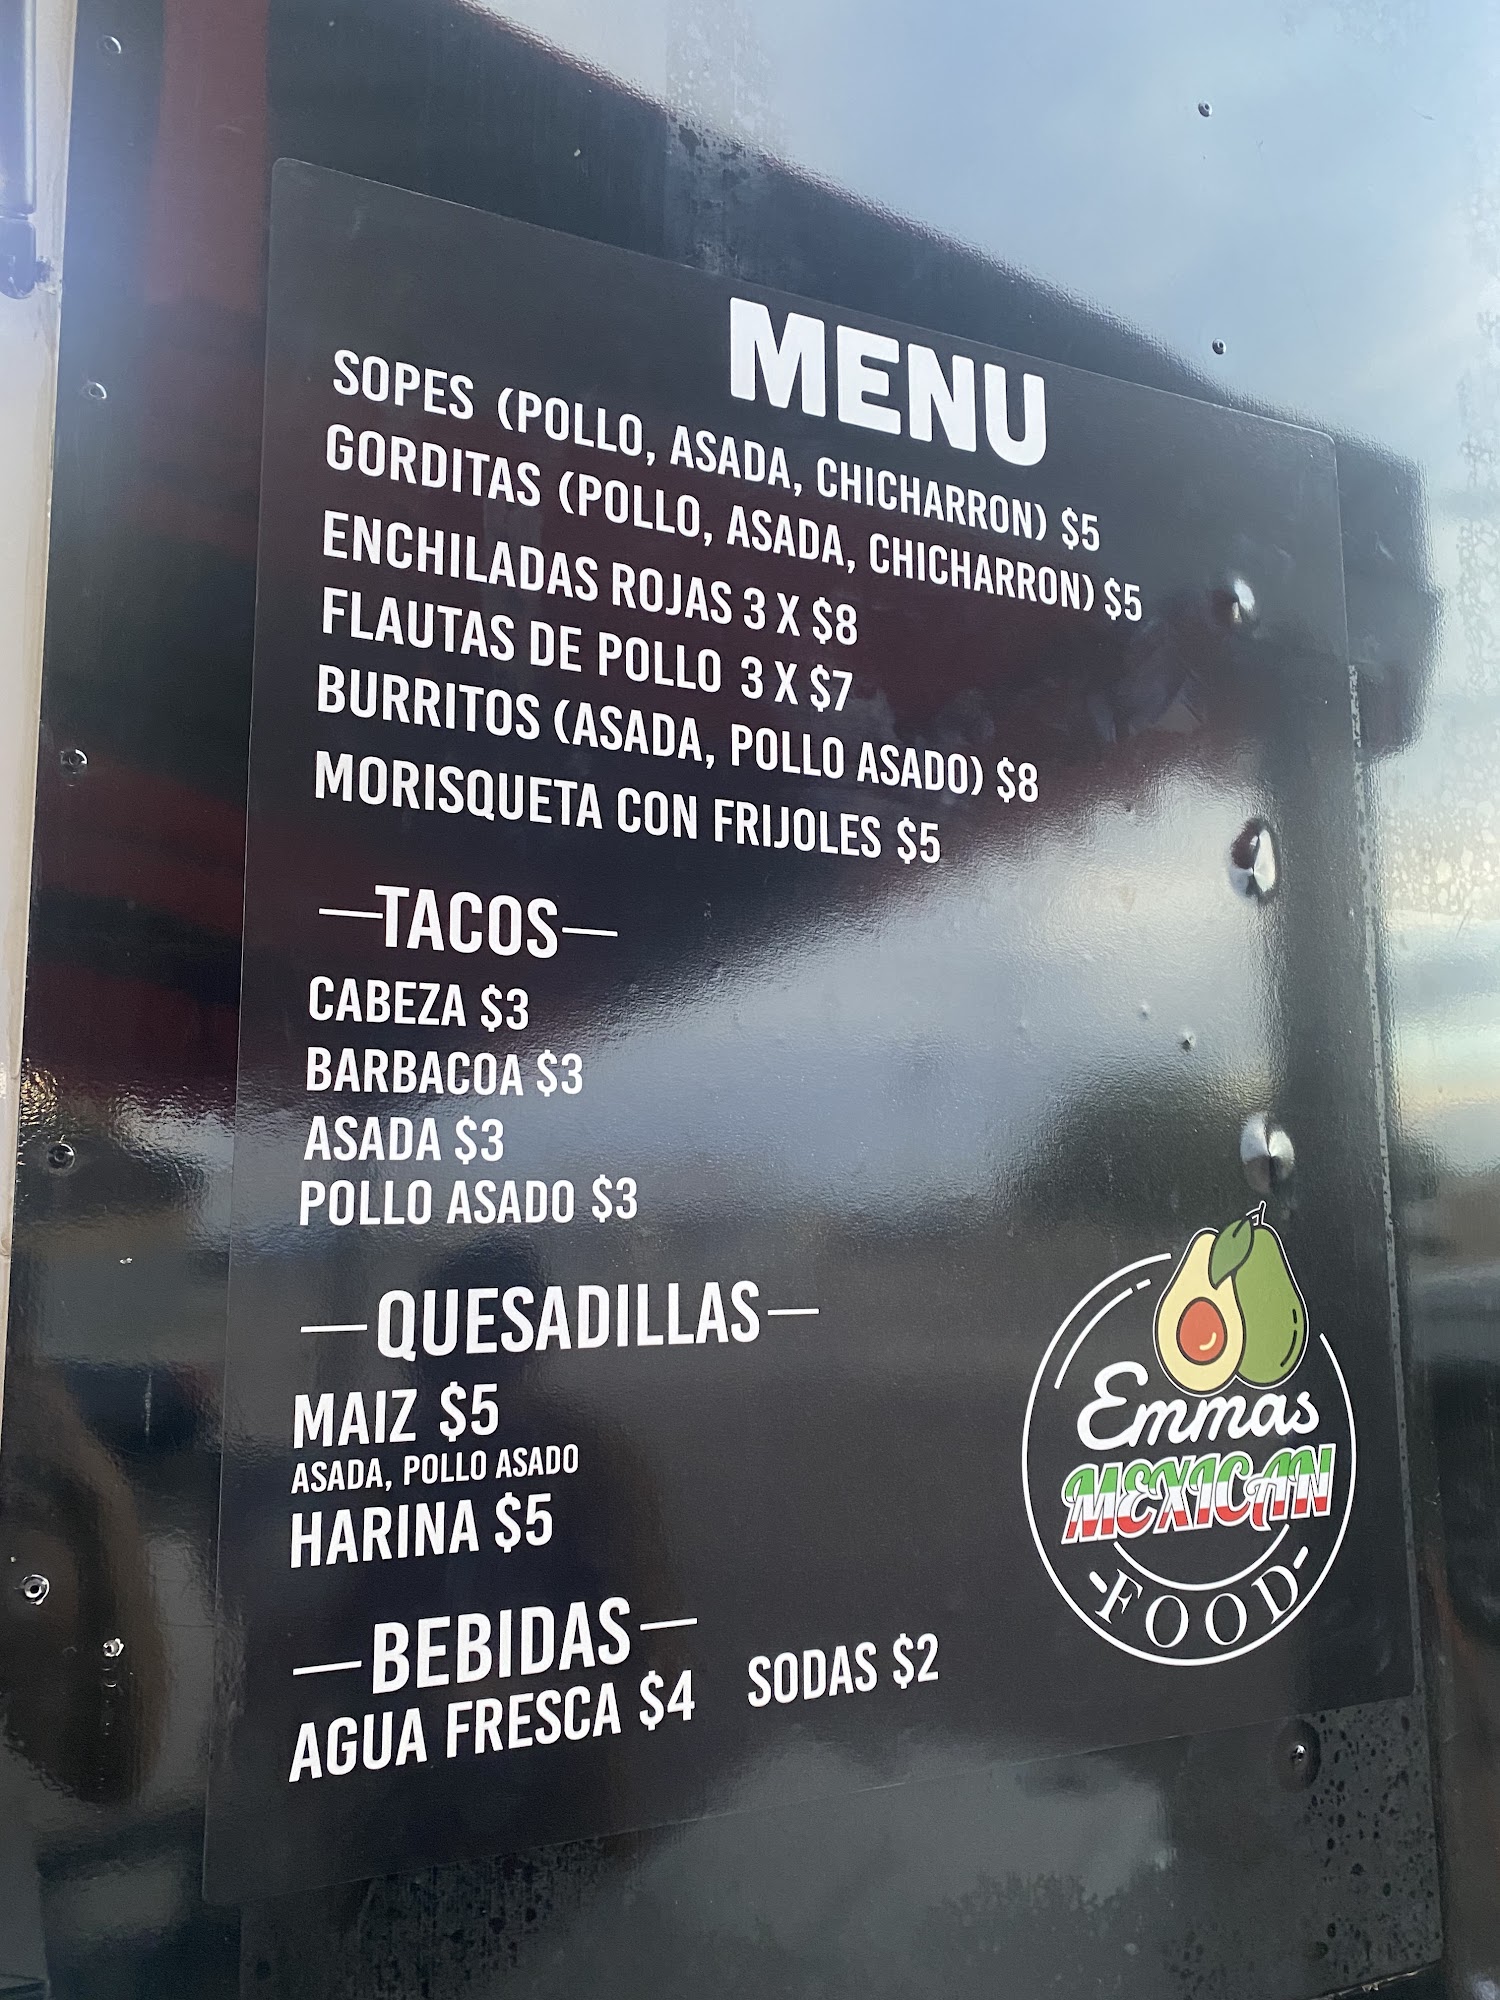 MENU
SOPES (POLLO, ASADA, CHICHARRON) $5
GORDITAS (POLLO, ASADA, CHICHARRON) $5
ENCHILADAS ROJAS 3 X $8
FLAUTAS DE POLLO 3 X $7
BURRITOS (ASADA, POLLO ASADO) $8
MORISQUETA CON FRIJOLES $5
—TACOS—
CABEZA $3
BARBACOA $3
ASADA $3
POLLO ASADO $3
—QUESADILLAS—
MAIZ $5
ASADA, POLLO ASADO
HARINA $5
—BEBIDAS—
AGUA FRESCA $4 SODAS $2
Emmas
MEXICAN
-FOOD-